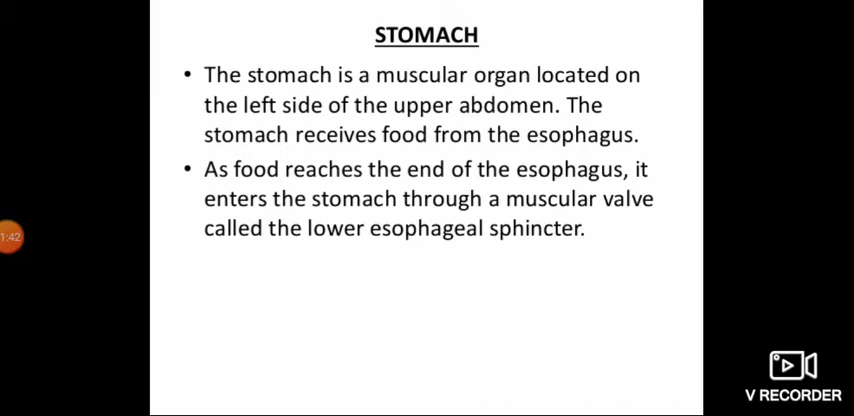 STOMACH
• The stomach is a muscular organ located on
the left side of the upper abdomen. The
stomach receives food from the esophagus.
• As food reaches the end of the esophagus, it
enters the stomach through a muscular valve
called the lower esophageal sphincter.
1:42
V RECORDER